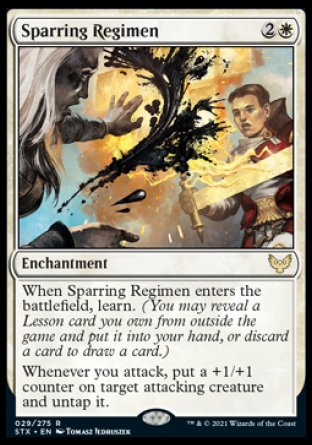 Sparring Regimen 2
Enchantment
When Sparring Regimen enters the
battlefield, learn. (You may reveal a
Lesson card you own from outside
the game and put it into your hand, or discard
a card to draw a card.)
Whenever you attack, put a +1/+1
counter on target attacking creature
and untap it.
029/275 R
STX • EN Tomasz Jędruszek
™ & © 2021 Wizards of the Coast